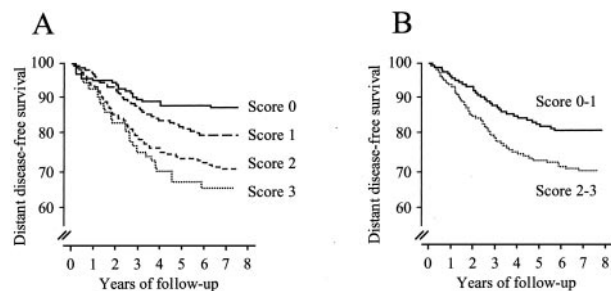 A
Distant disease-free survival
100
90
80
70
60
0 1 2 3 4 5 6 7 8
Years of follow-up
Score 0
Score 1
Score 2
Score 3
B
Distant disease-free survival
100
90
80
70
60
0 1 2 3 4 5 6 7 8
Years of follow-up
Score 0-1
Score 2-3